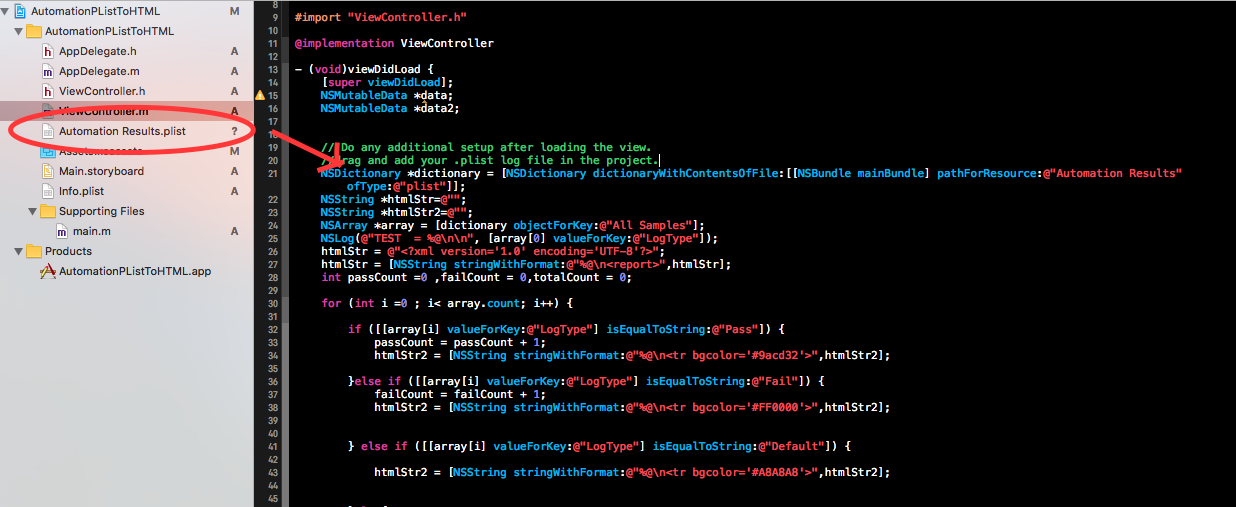 AutomationPListToHTML M
AutomationPListToHTML
AppDelegate.h A
AppDelegate.m A
ViewController.h A
ViewController.m A
Automation Results.plist ?
Assets.xcassets M
Main.storyboard A
Info.plist A
Supporting Files
main.m A
Products
AutomationPListToHTML.app
8
9 #import "ViewController.h"
10
11 @implementation ViewController
12
13 - (void)viewDidLoad {
14 [super viewDidLoad];
15 NSMutableData *data;
16 NSMutableData *data2;
17
18
19 // Do any additional setup after loading the view.
20 //Drag and add your .plist log file in the project.
21 NSDictionary *dictionary = [NSDictionary dictionaryWithContentsOfFile:[[NSBundle mainBundle] pathForResource:@"Automation Results"
ofType:@"plist"]];
22 NSString *htmlStr=@"";
23 NSString *htmlStr2=@"";
24 NSArray *array = [dictionary objectForKey:@"All Samples"];
25 NSLog(@"TEST  = %@\n\n", [array[0] valueForKey:@"LogType"]);
26 htmlStr = @"<?xml version='1.0' encoding='UTF-8'?>";
27 htmlStr = [NSString stringWithFormat:@"%@\n<report>",htmlStr];
28 int passCount =0 ,failCount = 0,totalCount = 0;
29
30 for (int i =0 ; i< array.count; i++) {
31
32 if ([[array[i] valueForKey:@"LogType"] isEqualToString:@"Pass"]) {
33 passCount = passCount + 1;
34 htmlStr2 = [NSString stringWithFormat:@"%@\n<tr bgcolor='#9acd32'>",htmlStr2];
35
36 }else if ([[array[i] valueForKey:@"LogType"] isEqualToString:@"Fail"]) {
37 failCount = failCount + 1;
38 htmlStr2 = [NSString stringWithFormat:@"%@\n<tr bgcolor='#FF0000'>",htmlStr2];
39
40
41 } else if ([[array[i] valueForKey:@"LogType"] isEqualToString:@"Default"]) {
42
43 htmlStr2 = [NSString stringWithFormat:@"%@\n<tr bgcolor='#A8A8A8'>",htmlStr2];
44
45